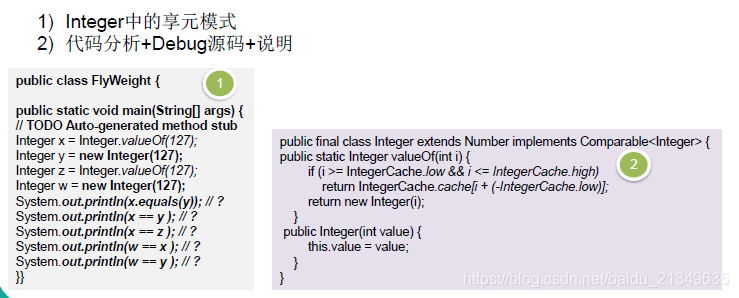 1) Integer中的享元模式
2) 代码分析+Debug源码+说明
public class FlyWeight {
1
public static void main(String[] args) {
// TODO Auto-generated method stub
Integer x = Integer.valueOf(127);
Integer y = new Integer(127);
Integer z = Integer.valueOf(127);
Integer w = new Integer(127);
System.out.println(x.equals(y)); // ?
System.out.println(x == y ); // ?
System.out.println(x == z ); // ?
System.out.println(w == x ); // ?
System.out.println(w == y ); // ?
}}
public final class Integer extends Number implements Comparable<Integer> {
public static Integer valueOf(int i) {
2
if (i >= IntegerCache.low && i <= IntegerCache.high)
return IntegerCache.cache[i + (-IntegerCache.low)];
return new Integer(i);
}
public Integer(int value) {
this.value = value;
}
}
https://blog.csdn.net/baidu_21349635